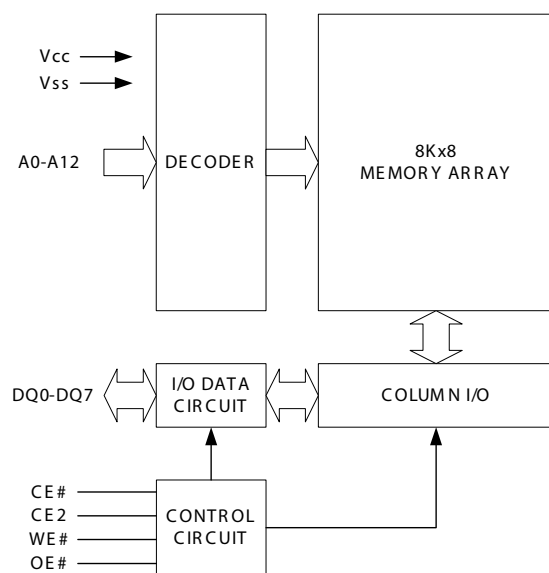 Vcc
Vss
A0-A12
DECODER
8Kx8
MEMORY ARRAY
DQ0-DQ7
I/O DATA
CIRCUIT
COLUMN I/O
CE#
CE2
WE#
OE#
CONTROL
CIRCUIT